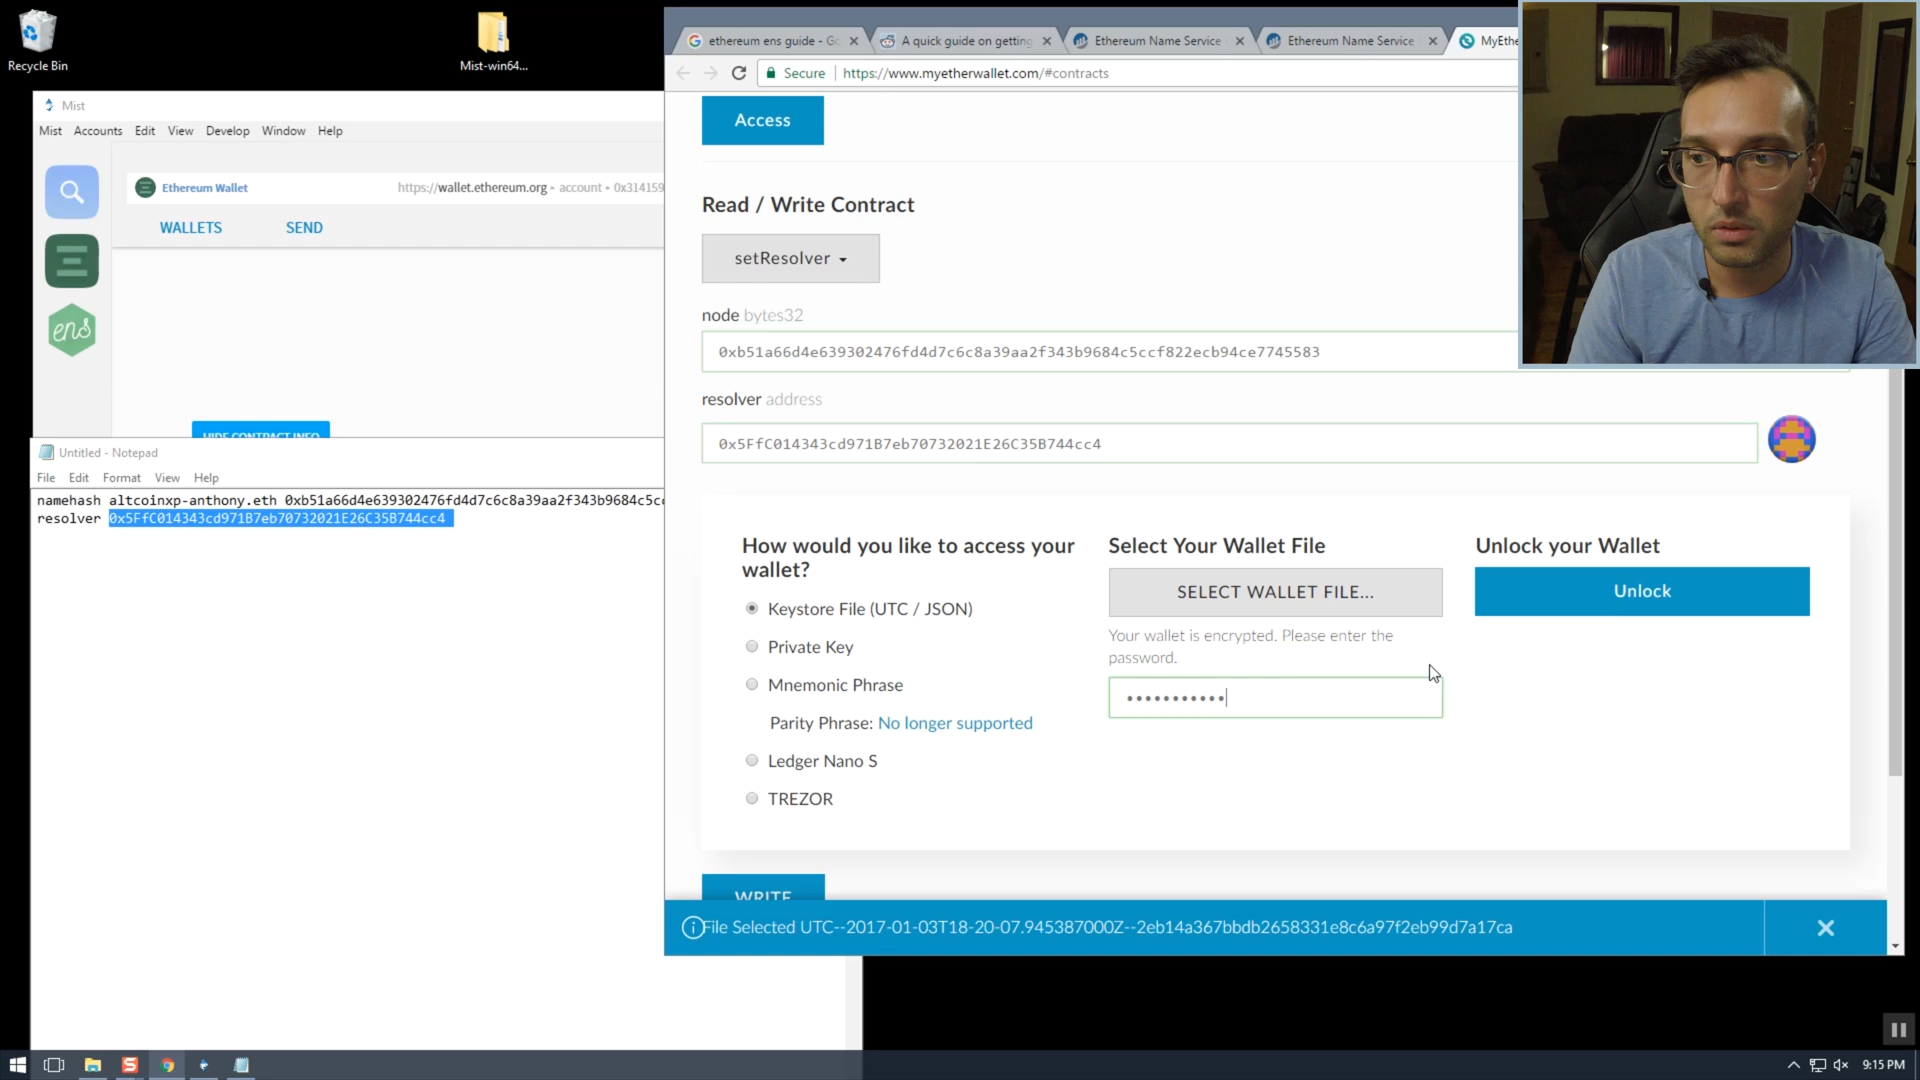 Recycle Bin
Mist-win64...
Mist
Mist Accounts Edit View Develop Window Help
Ethereum Wallet
https://wallet.ethereum.org ▸ account ▸ 0x314159
WALLETS SEND
ens
HIDE CONTRACT INFO
Untitled - Notepad
File Edit Format View Help
namehash altcoinxp-anthony.eth 0xb51a66d4e639302476fd4d7c6c8a39aa2f343b9684c5cc
resolver 0x5FfC014343cd971B7eb70732021E26C35B744cc4
ethereum ens guide - Go
A quick guide on getting
Ethereum Name Service
Ethereum Name Service
MyEthe
Secure https://www.myetherwallet.com/#contracts
Access
Read / Write Contract
setResolver
node bytes32
0xb51a66d4e639302476fd4d7c6c8a39aa2f343b9684c5ccf822ecb94ce7745583
resolver address
0x5FfC014343cd971B7eb70732021E26C35B744cc4
How would you like to access your
wallet?
Keystore File (UTC / JSON)
Private Key
Mnemonic Phrase
Parity Phrase: No longer supported
Ledger Nano S
TREZOR
Select Your Wallet File
SELECT WALLET FILE...
Your wallet is encrypted. Please enter the
password.
•••••••••••
Unlock your Wallet
Unlock
WRITE
File Selected UTC--2017-01-03T18-20-07.945387000Z--2eb14a367bbdb2658331e8c6a97f2eb99d7a17ca
9:15 PM